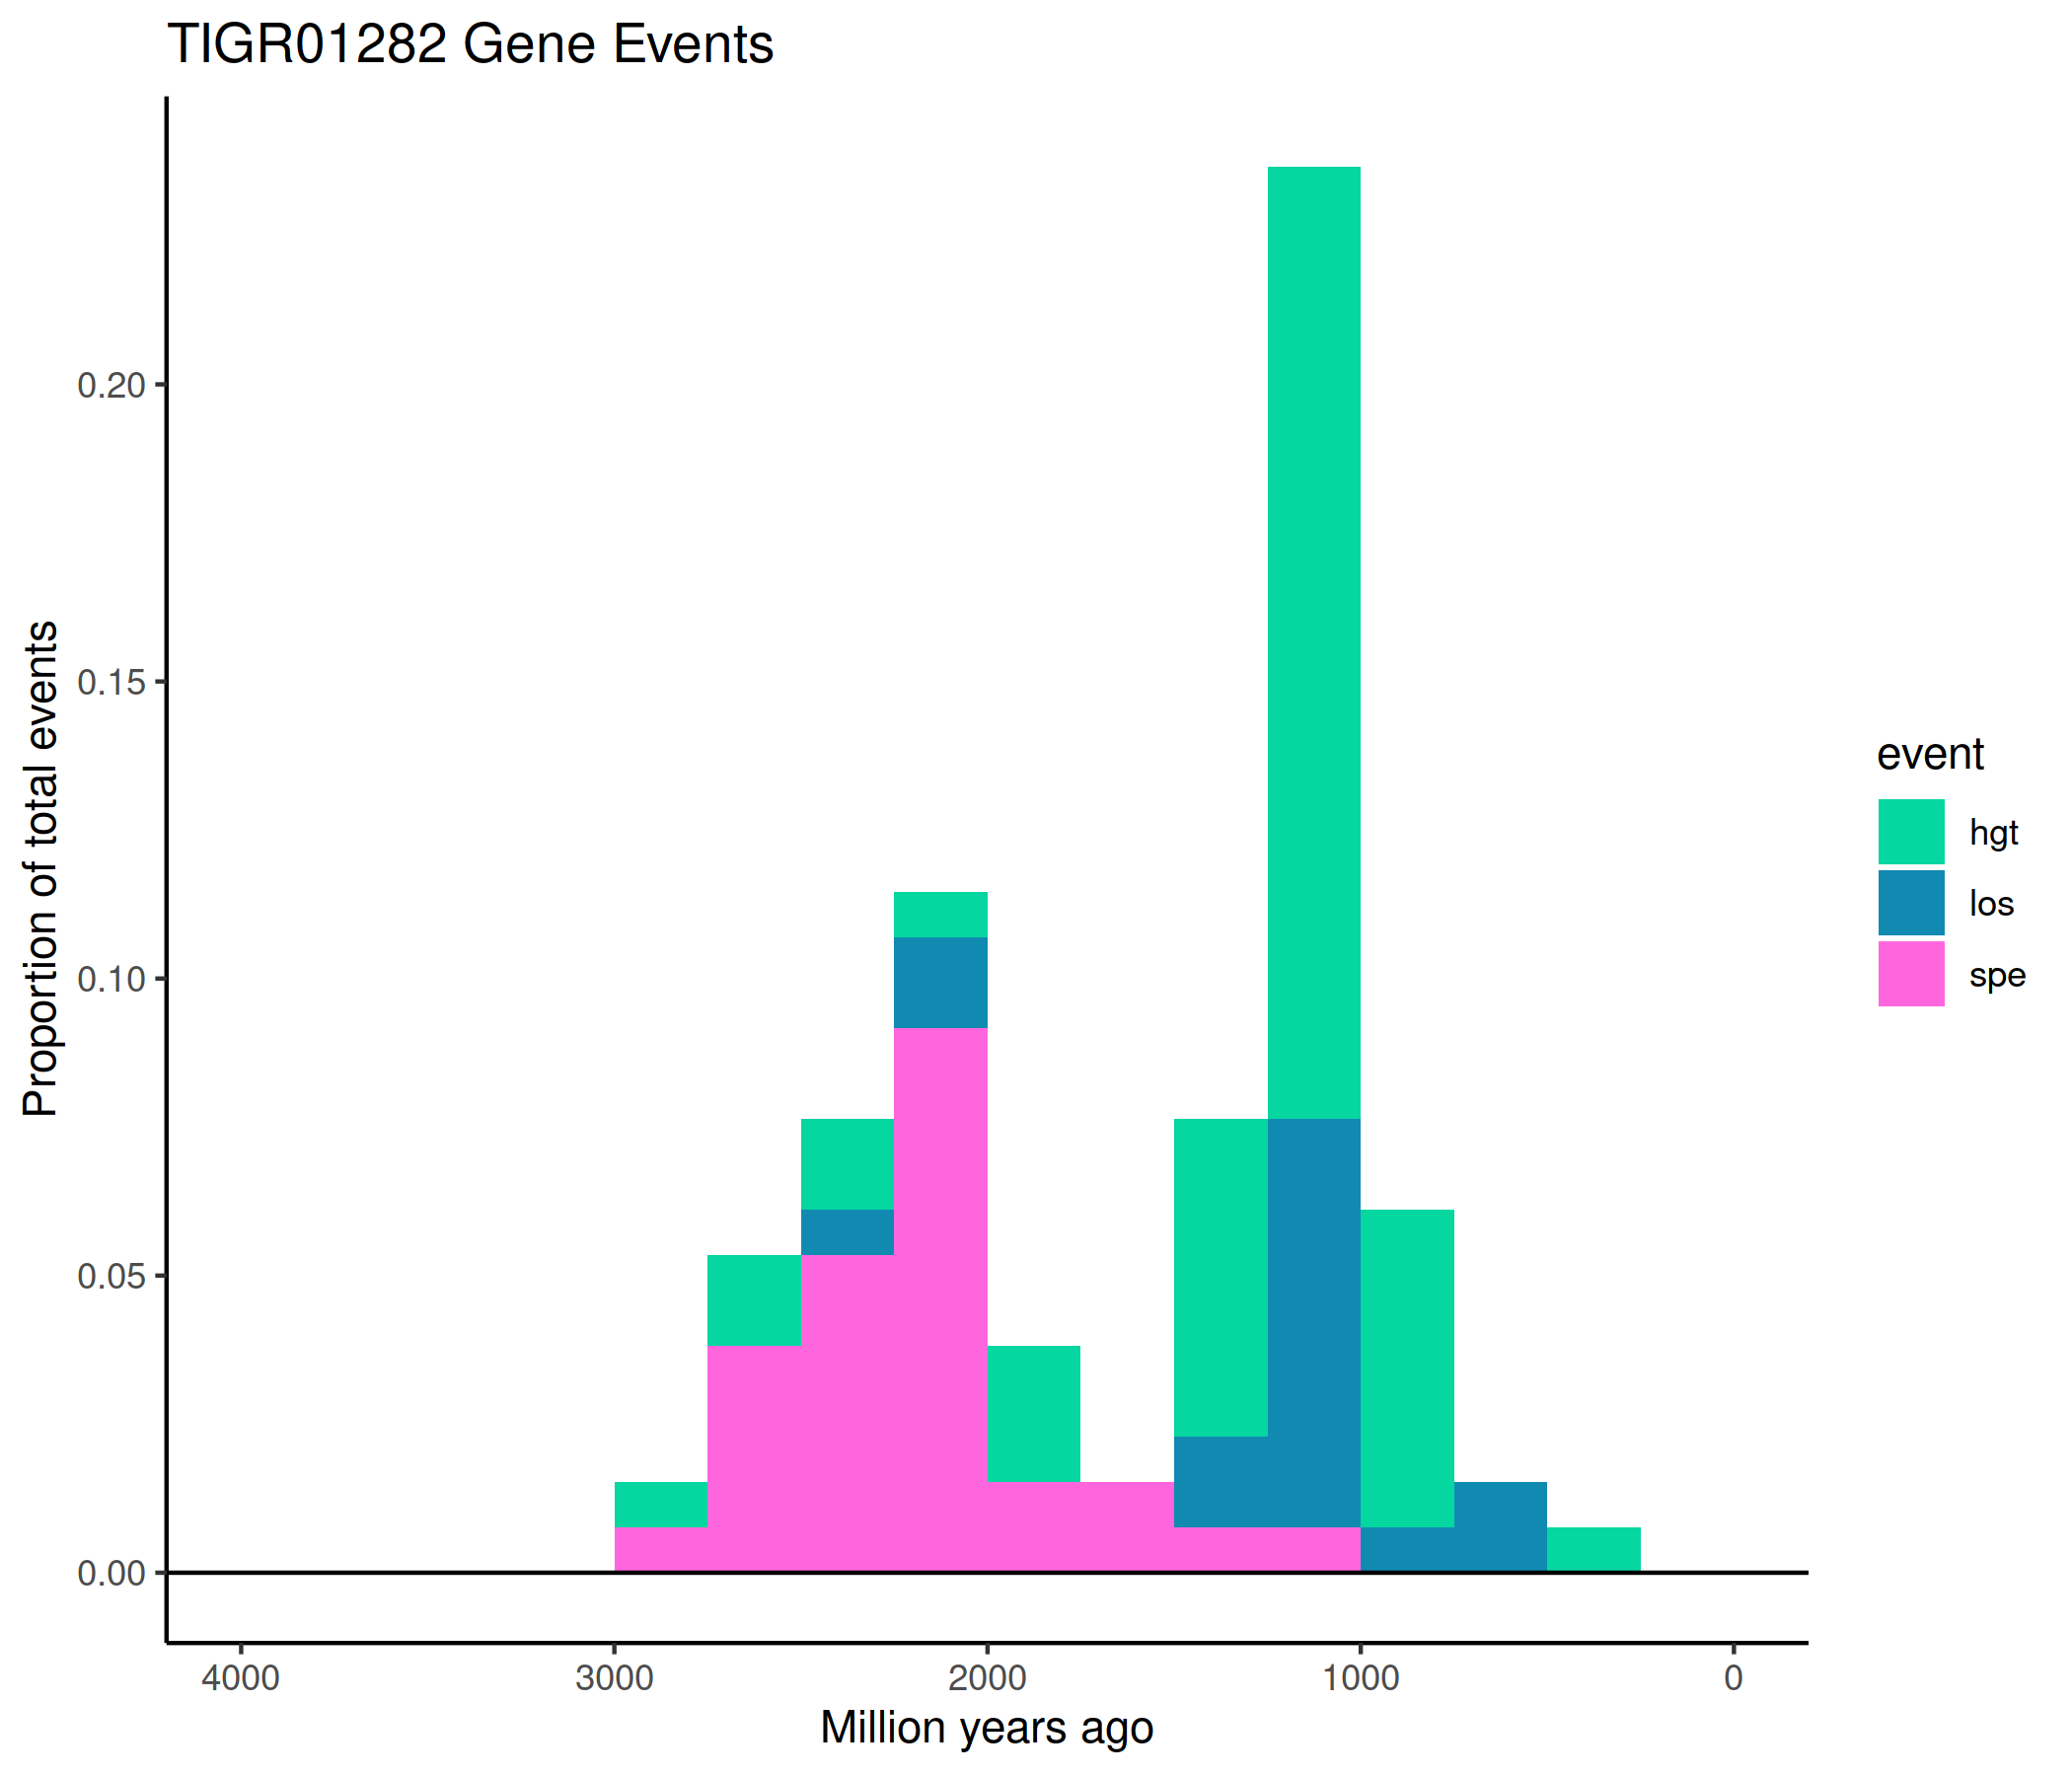 TIGR01282 Gene Events
Proportion of total events
0.20
0.15
0.10
0.05
0.00
4000 3000 2000 1000 0
Million years ago
event
hgt
los
spe